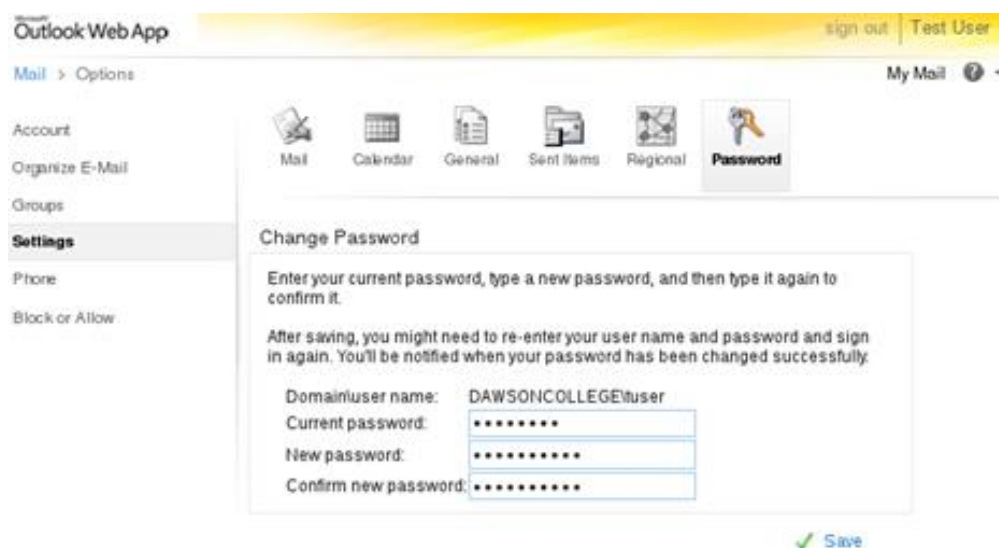 Microsoft
Outlook Web App
sign out | Test User
Mail > Options
My Mail
Account
Organize E-Mail
Groups
Settings
Phone
Block or Allow
Mail
Calendar
General
Sent Items
Regional
Password
Change Password
Enter your current password, type a new password, and then type it again to
confirm it.
After saving, you might need to re-enter your user name and password and sign
in again. You'll be notified when your password has been changed successfully.
Domain\user name: DAWSONCOLLEGE\tuser
Current password: ••••••••
New password: ••••••••••
Confirm new password: ••••••••••
Save